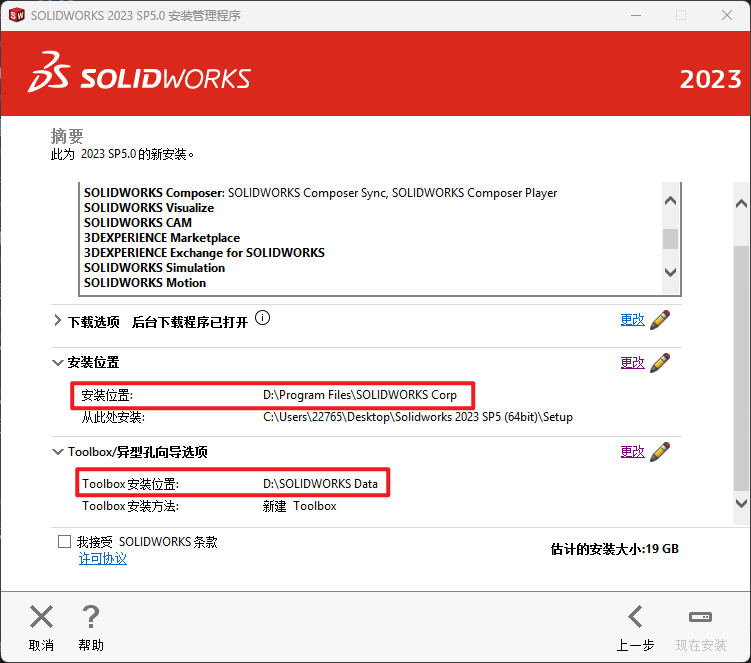 SOLIDWORKS 2023 SP5.0 安装管理程序
SOLIDWORKS 2023
摘要
此为 2023 SP5.0 的新安装。
SOLIDWORKS Composer: SOLIDWORKS Composer Sync, SOLIDWORKS Composer Player
SOLIDWORKS Visualize
SOLIDWORKS CAM
3DEXPERIENCE Marketplace
3DEXPERIENCE Exchange for SOLIDWORKS
SOLIDWORKS Simulation
SOLIDWORKS Motion
下载选项 后台下载程序已打开 更改
安装位置 更改
安装位置: D:\Program Files\SOLIDWORKS Corp
从此处安装: C:\Users\22765\Desktop\Solidworks 2023 SP5 (64bit)\Setup
Toolbox/异型孔向导选项 更改
Toolbox 安装位置: D:\SOLIDWORKS Data
Toolbox 安装方法: 新建 Toolbox
我接受 SOLIDWORKS 条款
许可协议
估计的安装大小:19 GB
取消 帮助 上一步 现在安装